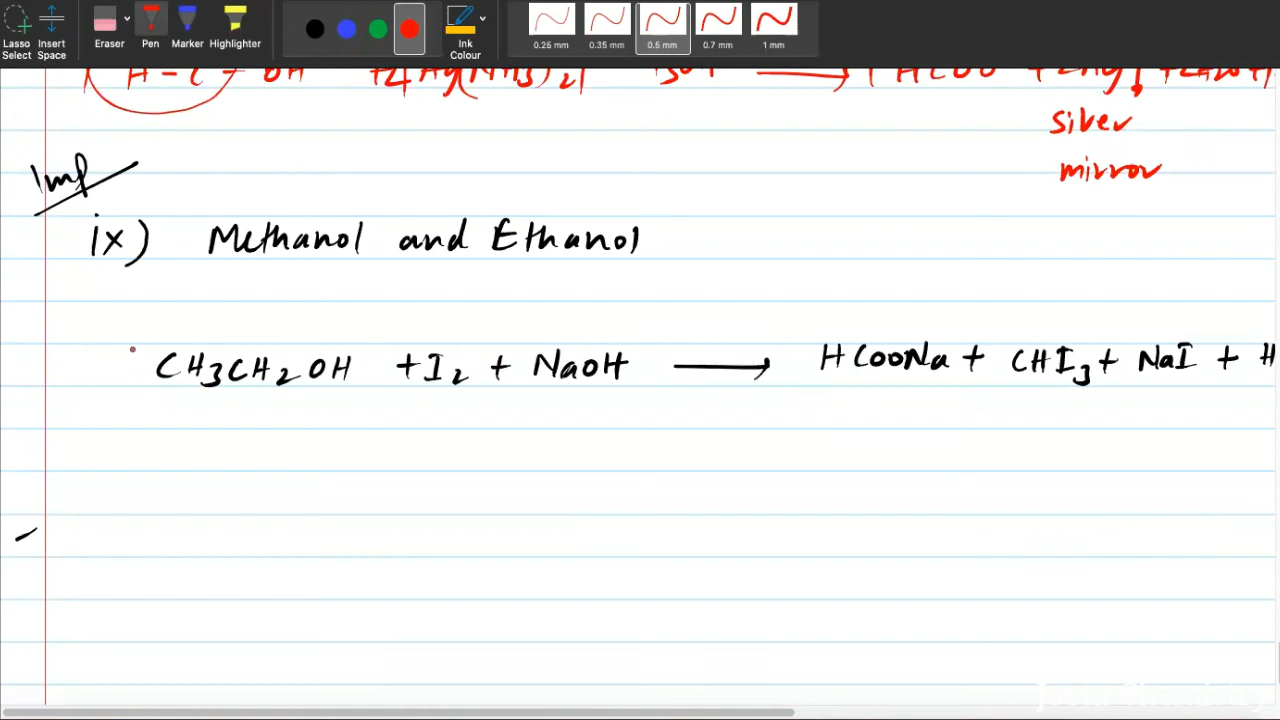 Lasso Select
Insert Space
Eraser
Pen
Marker
Highlighter
Ink Colour
0.25 mm
0.35 mm
0.5 mm
0.7 mm
1 mm
H - C - OH
silver
mirror
Imp
ix) Methanol and Ethanol
CH3CH2OH + I2 + NaOH ⟶ HCooNa + CHI3 + NaI + H